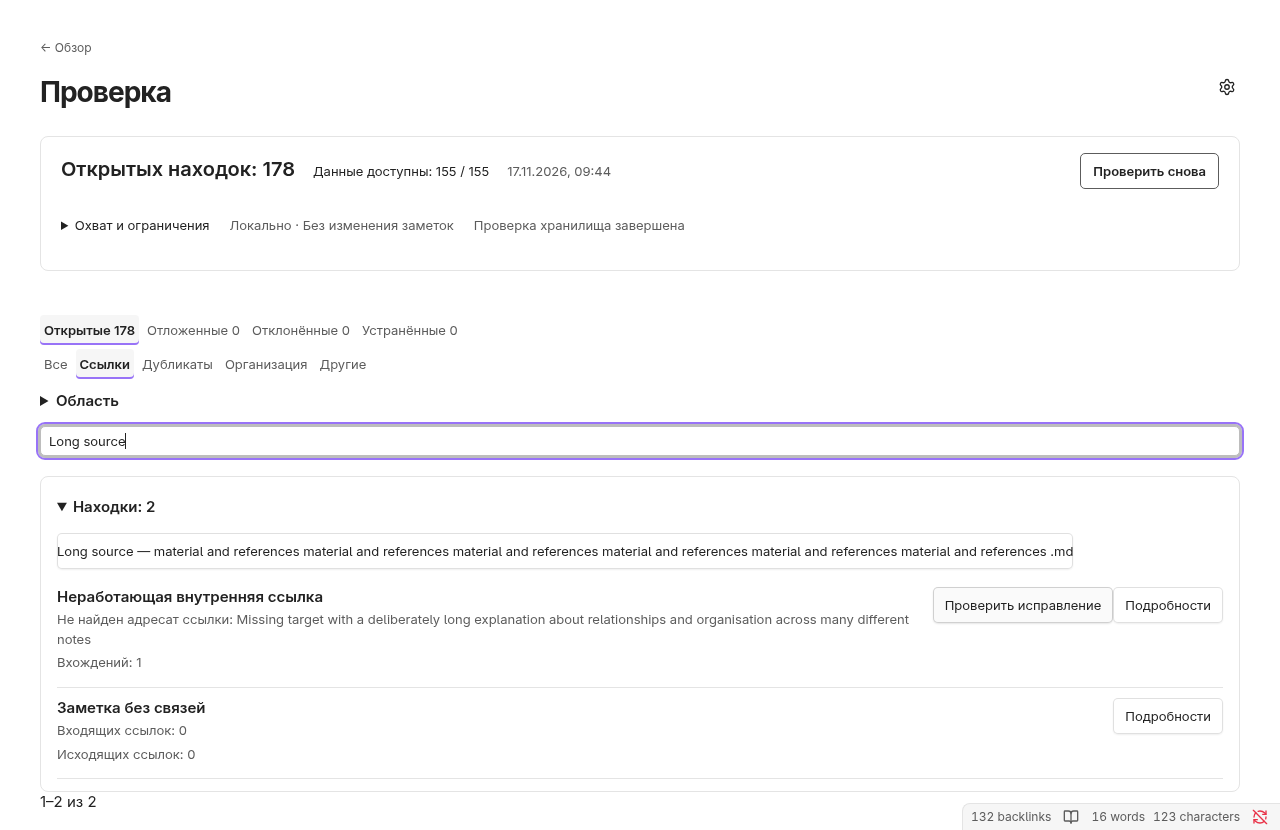 ← Обзор
Проверка
Открытых находок: 178 Данные доступны: 155 / 155 17.11.2026, 09:44 Проверить снова
Охват и ограничения Локально · Без изменения заметок Проверка хранилища завершена
Открытые 178 Отложенные 0 Отклонённые 0 Устранённые 0
Все Ссылки Дубликаты Организация Другие
Область
Long source
Находки: 2
Long source — material and references material and references material and references material and references material and references material and references .md
Неработающая внутренняя ссылка Проверить исправление Подробности
Не найден адресат ссылки: Missing target with a deliberately long explanation about relationships and organisation across many different
notes
Вхождений: 1
Заметка без связей Подробности
Входящих ссылок: 0
Исходящих ссылок: 0
1–2 из 2
132 backlinks 16 words 123 characters